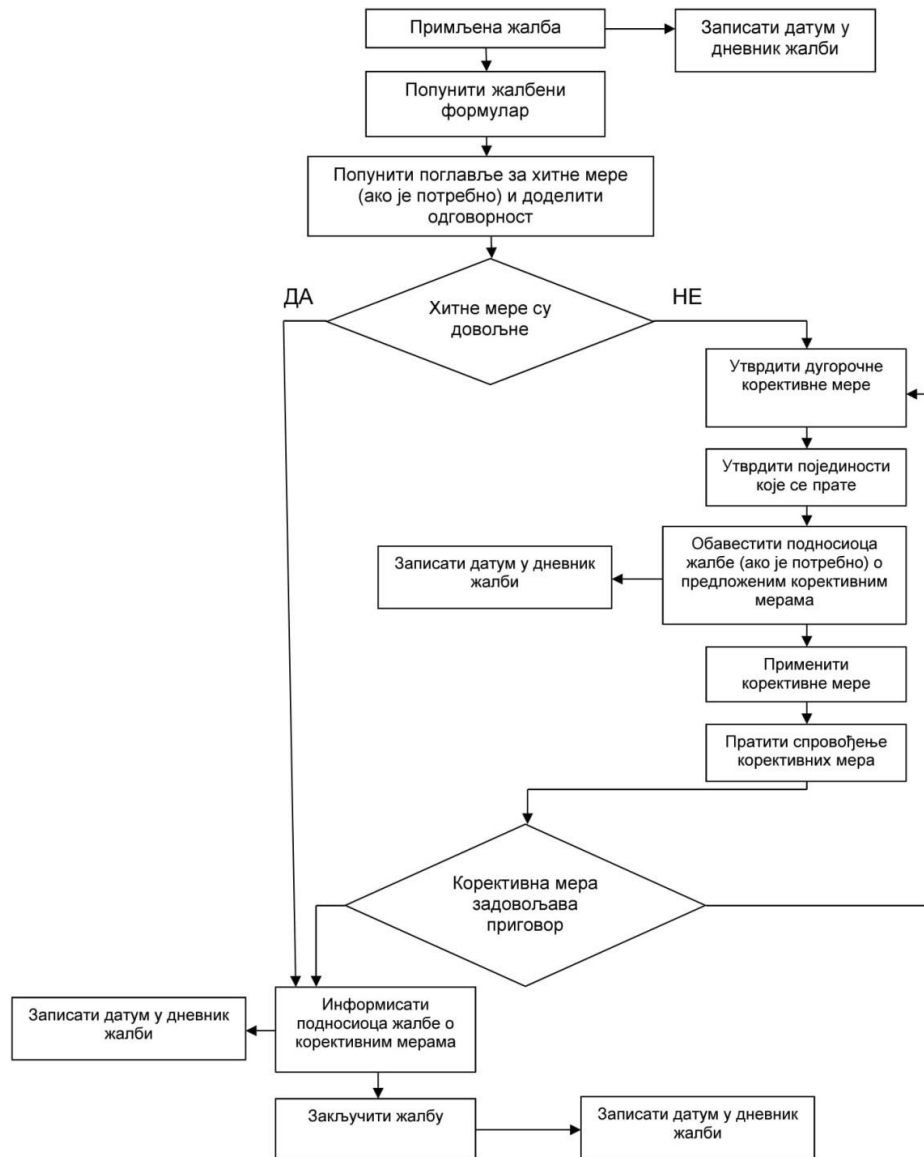 Примљена жалба
Записати датум у
дневник жалби
Попунити жалбени
формулар
Попунити поглавље за хитне мере
(ако је потребно) и доделити
одговорност
ДА
НЕ
Хитне мере су
довољне
Утврдити дугорочне
корективне мере
Утврдити појединости
које се прате
Обавестити подносиоца
жалбе (ако је потребно) о
предложеним корективним
мерама
Записати датум у дневник
жалби
Применити
корективне мере
Пратити спровођење
корективних мера
Корективна мера
задовољава
приговор
Информисати
подносиоца жалбе о
корективним мерама
Записати датум у дневник
жалби
Закључити жалбу
Записати датум у дневник
жалби